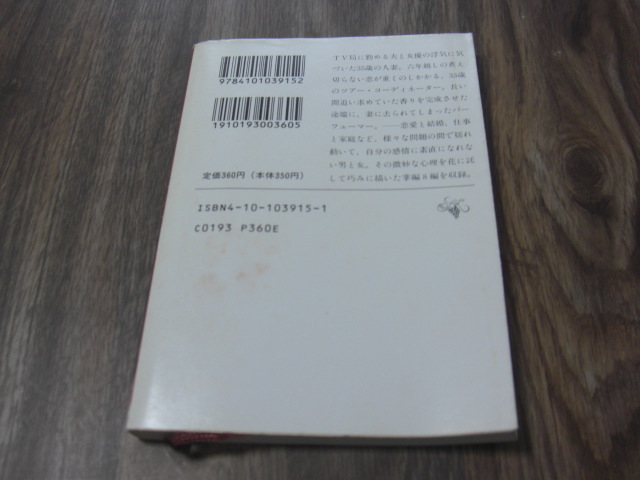 TV局に勤める夫と女優の浮気に気
づいた35歳の人妻。六年越しの煮え
切らない恋が重くのしかかる、33歳
のツアー・コーディネーター。長い
間追い求めていた香りを完成させた
途端に、妻に去られてしまったパー
フューマー。——恋愛と結婚、仕事
と家庭など、様々な問題の間で揺れ
動いて、自分の感情に素直になれな
い男と女。その微妙な心理を花に託
して巧みに描いた掌編8編を収録。
9784101039152
1910193003605
定価360円(本体350円)
ISBN4-10-103915-1
C0193 P360E